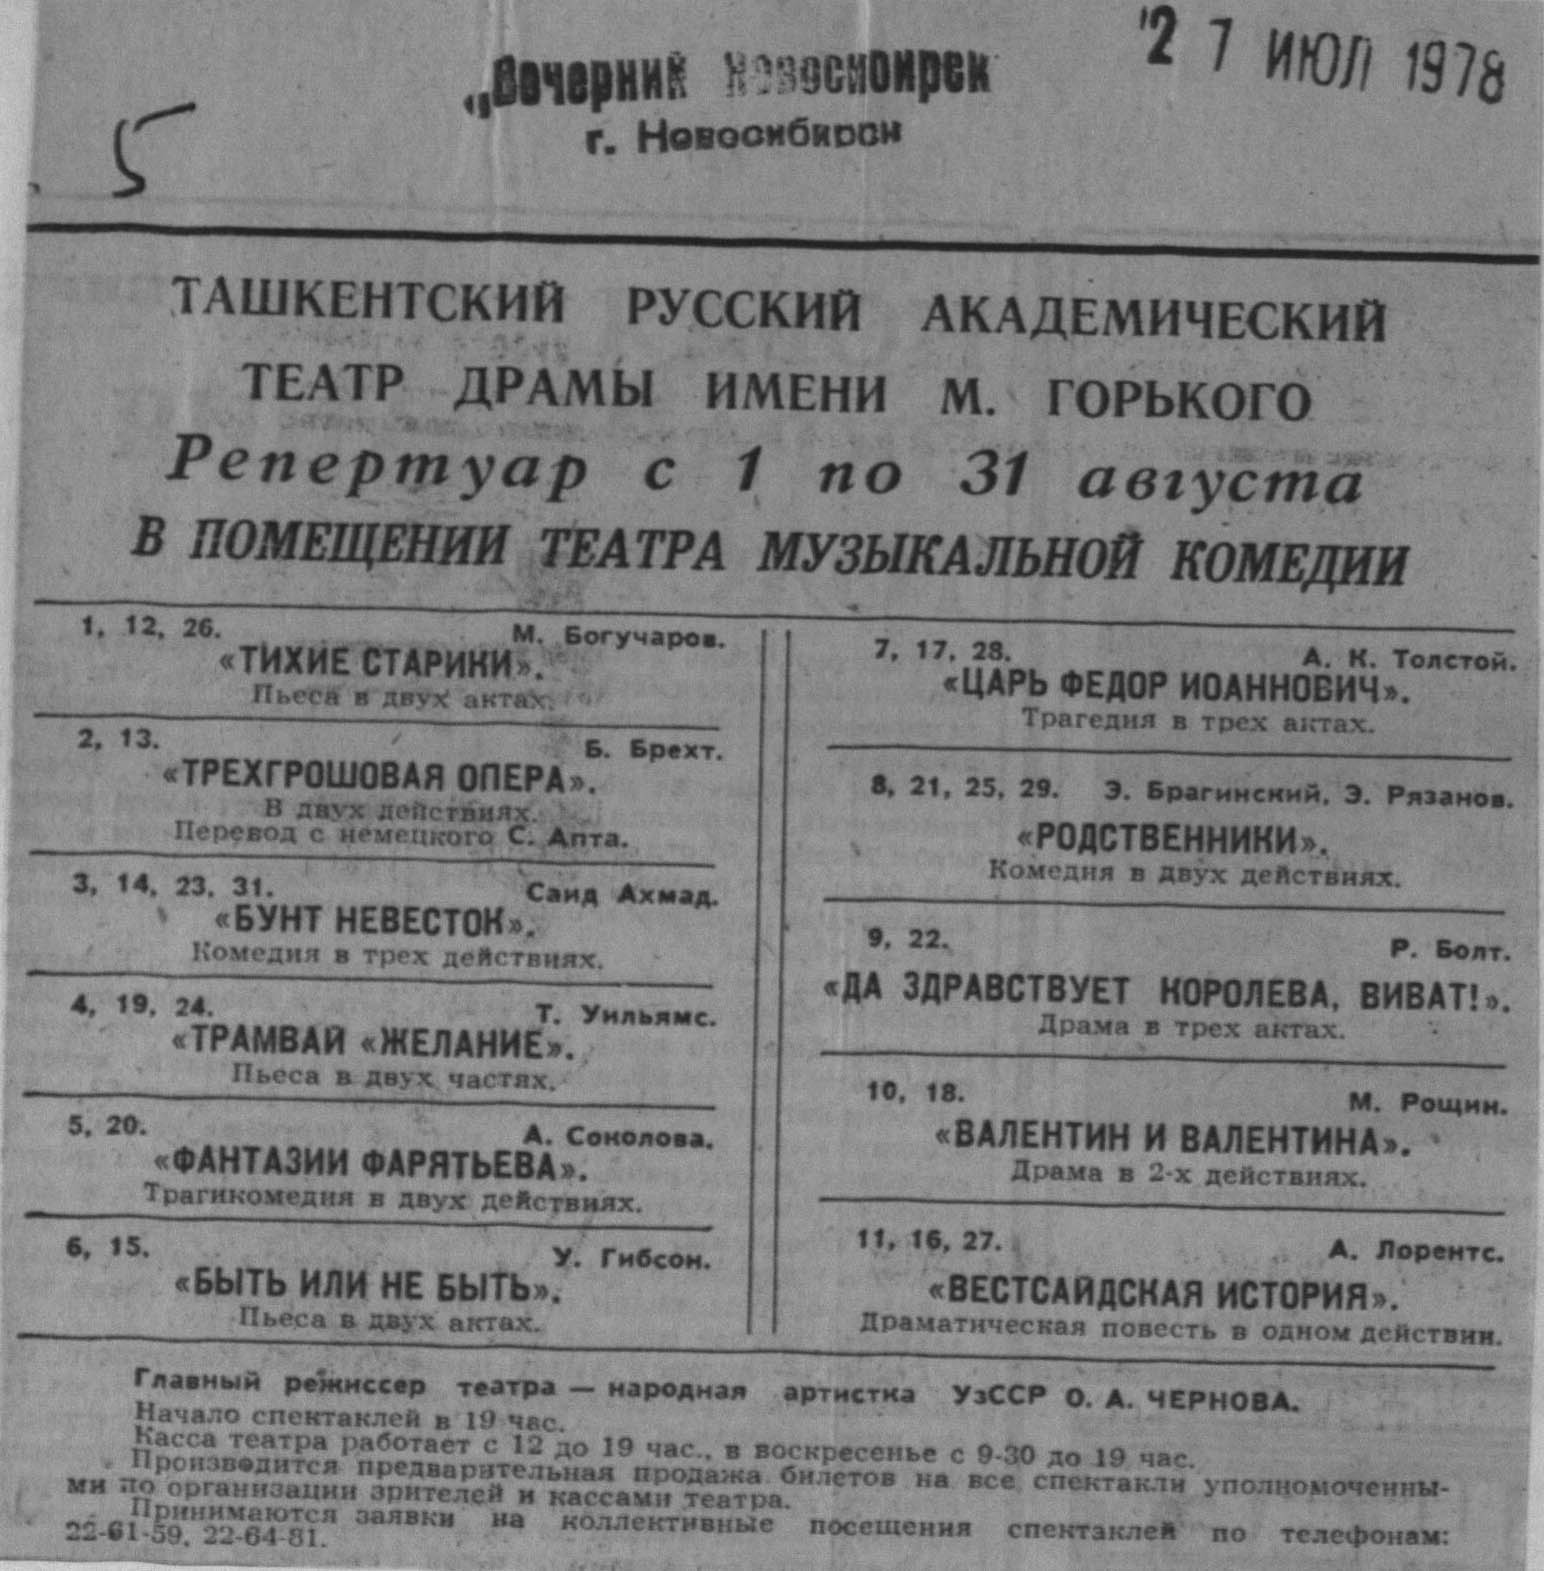 „Вечерний Новосибирск
г. Новосибирск
27 ИЮЛ 1978
5
ТАШКЕНТСКИЙ РУССКИЙ АКАДЕМИЧЕСКИЙ
ТЕАТР ДРАМЫ ИМЕНИ М. ГОРЬКОГО
Репертуар с 1 по 31 августа
В ПОМЕЩЕНИИ ТЕАТРА МУЗЫКАЛЬНОЙ КОМЕДИИ
1, 12, 26. М. Богучаров.
«ТИХИЕ СТАРИКИ».
Пьеса в двух актах.
2, 13. Б. Брехт.
«ТРЕХГРОШОВАЯ ОПЕРА».
В двух действиях.
Перевод с немецкого С. Апта.
3, 14, 23, 31. Саид Ахмад.
«БУНТ НЕВЕСТОК».
Комедия в трех действиях.
4, 19, 24. Т. Уильямс.
«ТРАМВАЙ «ЖЕЛАНИЕ».
Пьеса в двух частях.
5, 20. А. Соколова.
«ФАНТАЗИИ ФАРЯТЬЕВА».
Трагикомедия в двух действиях.
6, 15. У. Гибсон.
«БЫТЬ ИЛИ НЕ БЫТЬ».
Пьеса в двух актах.
7, 17, 28. А. К. Толстой.
«ЦАРЬ ФЕДОР ИОАННОВИЧ».
Трагедия в трех актах.
8, 21, 25, 29. Э. Брагинский, Э. Рязанов.
«РОДСТВЕННИКИ».
Комедия в двух действиях.
9, 22. Р. Болт.
«ДА ЗДРАВСТВУЕТ КОРОЛЕВА, ВИВАТ!».
Драма в трех актах.
10, 18. М. Рощин.
«ВАЛЕНТИН И ВАЛЕНТИНА».
Драма в 2-х действиях.
11, 16, 27. А. Лорентс.
«ВЕСТСАЙДСКАЯ ИСТОРИЯ».
Драматическая повесть в одном действии.
Главный режиссер театра — народная артистка УзССР О. А. ЧЕРНОВА.
Начало спектаклей в 19 час.
Касса театра работает с 12 до 19 час., в воскресенье с 9-30 до 19 час.
Производится предварительная продажа билетов на все спектакли уполномоченны-
ми по организации зрителей и кассами театра.
Принимаются заявки на коллективные посещения спектаклей по телефонам:
22-61-59, 22-64-81.